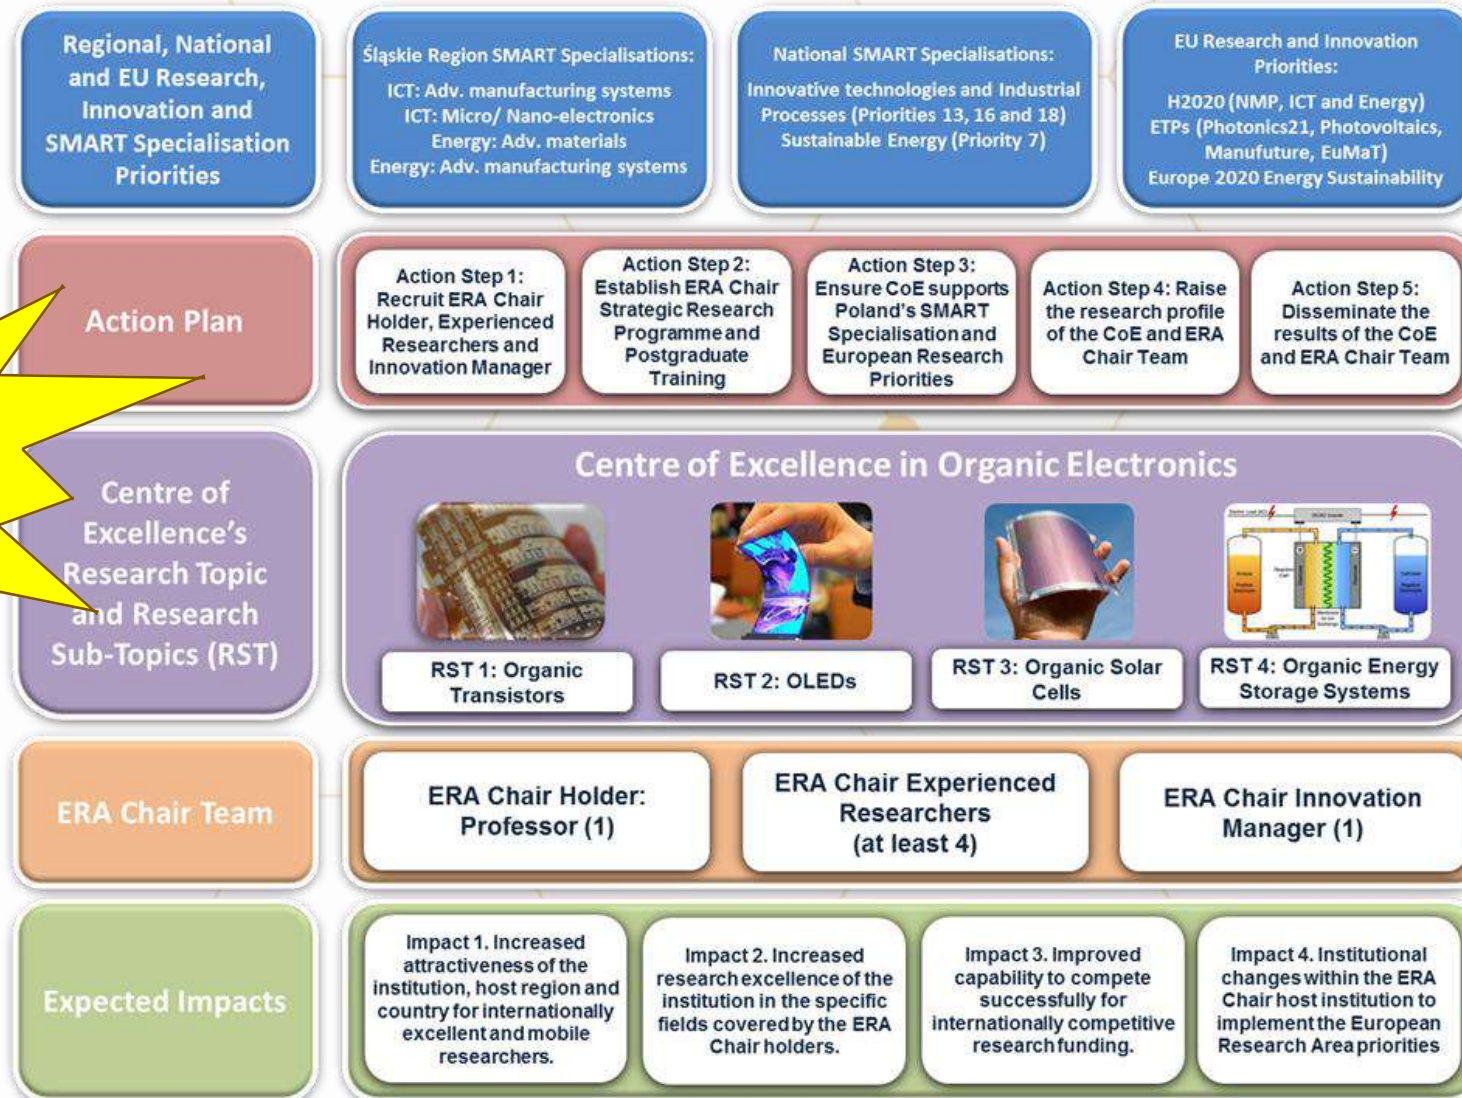 Regional, National
and EU Research,
Innovation and
SMART Specialisation
Priorities
Śląskie Region SMART Specialisations:
ICT: Adv. manufacturing systems
ICT: Micro/ Nano-electronics
Energy: Adv. materials
Energy: Adv. manufacturing systems
National SMART Specialisations:
Innovative technologies and Industrial
Processes (Priorities 13, 16 and 18)
Sustainable Energy (Priority 7)
EU Research and Innovation
Priorities:
H2020 (NMP, ICT and Energy)
ETPs (Photonics21, Photovoltaics,
Manufuture, EuMaT)
Europe 2020 Energy Sustainability
Action Plan
Action Step 1:
Recruit ERA Chair
Holder, Experienced
Researchers and
Innovation Manager
Action Step 2:
Establish ERA Chair
Strategic Research
Programme and
Postgraduate
Training
Action Step 3:
Ensure CoE supports
Poland's SMART
Specialisation and
European Research
Priorities
Action Step 4: Raise
the research profile
of the CoE and ERA
Chair Team
Action Step 5:
Disseminate the
results of the CoE
and ERA Chair Team
Centre of
Excellence's
Research Topic
and Research
Sub-Topics (RST)
Centre of Excellence in Organic Electronics
RST 1: Organic
Transistors
RST 2: OLEDs
RST 3: Organic Solar
Cells
RST 4: Organic Energy
Storage Systems
ERA Chair Team
ERA Chair Holder:
Professor (1)
ERA Chair Experienced
Researchers
(at least 4)
ERA Chair Innovation
Manager (1)
Expected Impacts
Impact 1. Increased
attractiveness of the
institution, host region and
country for internationally
excellent and mobile
researchers.
Impact 2. Increased
research excellence of the
institution in the specific
fields covered by the ERA
Chair holders.
Impact 3. Improved
capability to compete
successfully for
internationally competitive
research funding.
Impact 4. Institutional
changes within the ERA
Chair host institution to
implement the European
Research Area priorities